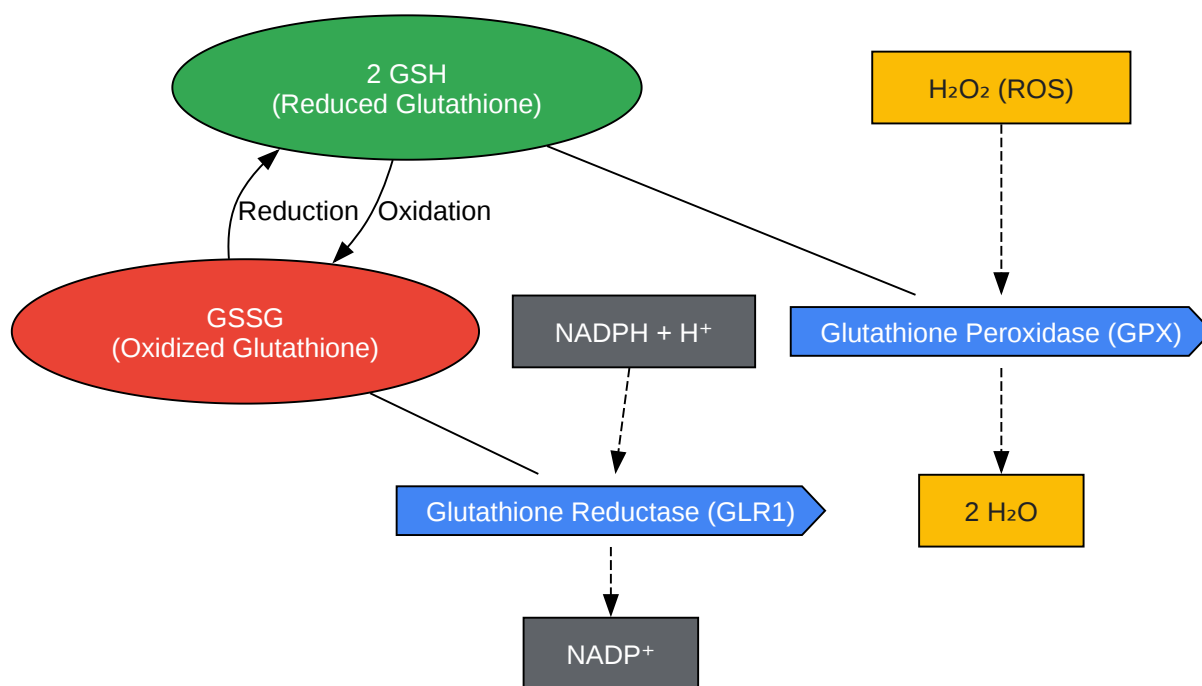 2 GSH
(Reduced Glutathione)
H₂O₂ (ROS)
Reduction
Oxidation
GSSG
(Oxidized Glutathione)
NADPH + H⁺
Glutathione Peroxidase (GPX)
Glutathione Reductase (GLR1)
2 H₂O
NADP⁺